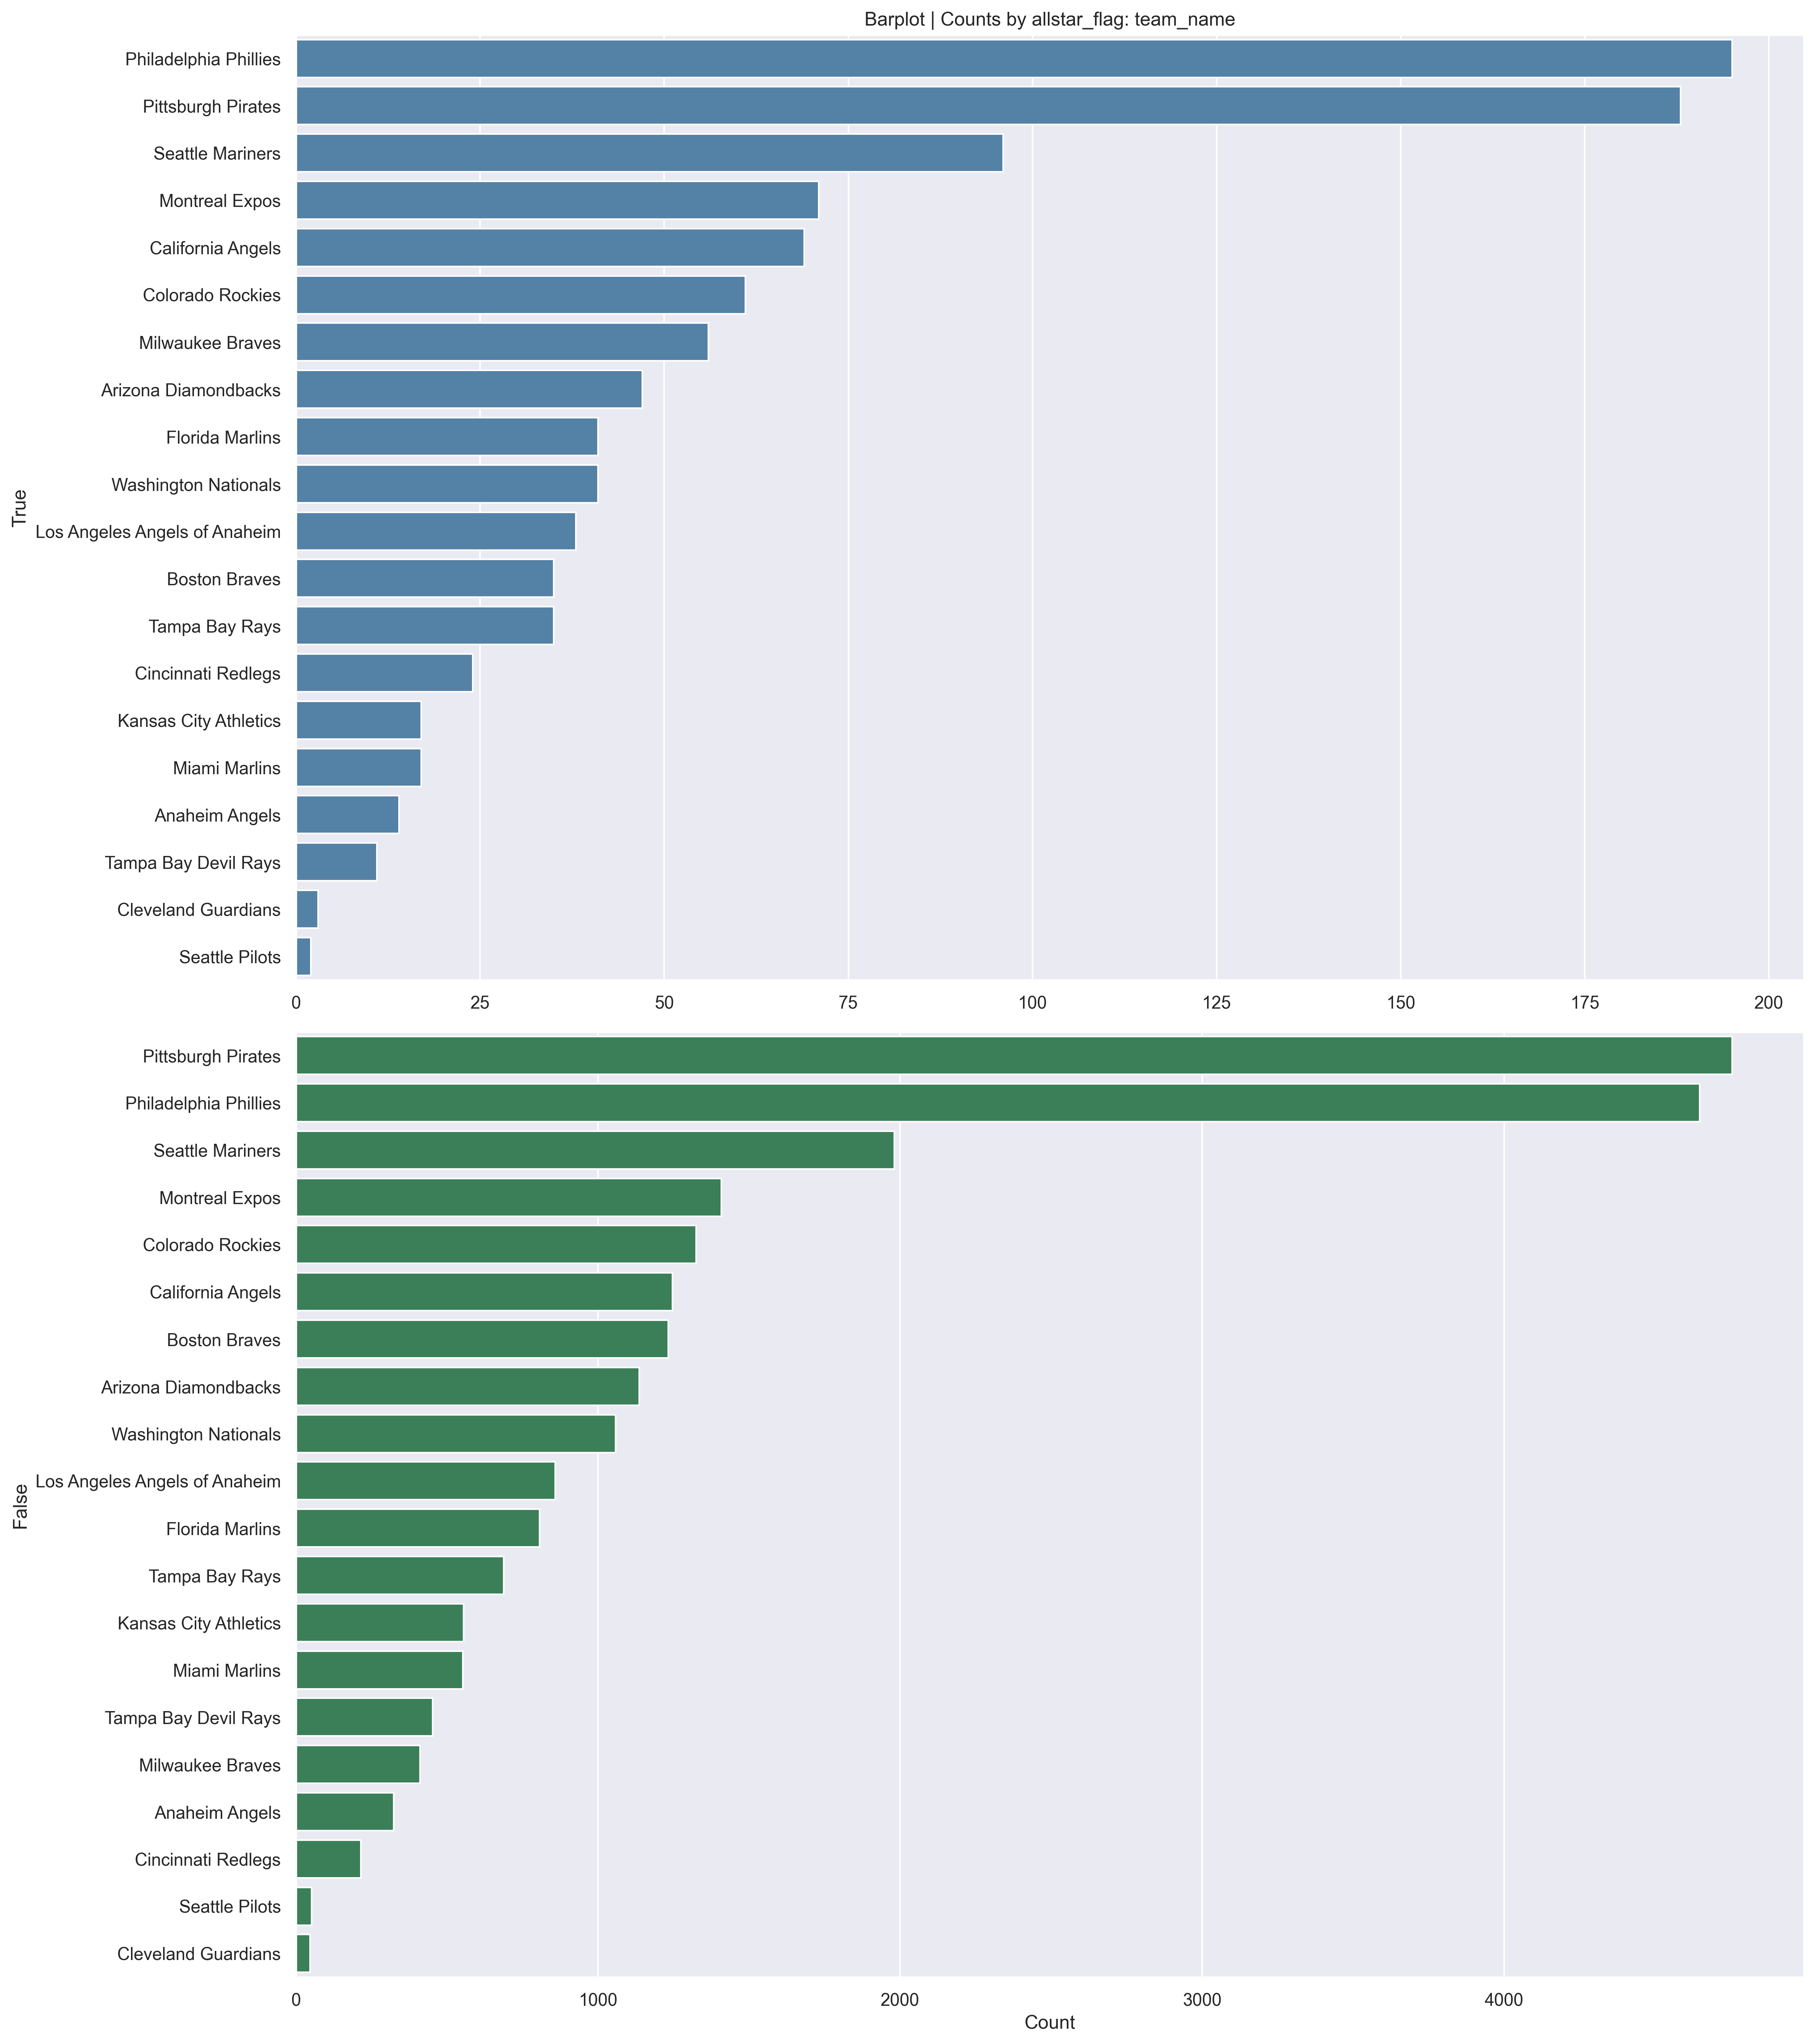 Barplot | Counts by allstar_flag: team_name
True
Philadelphia Phillies
Pittsburgh Pirates
Seattle Mariners
Montreal Expos
California Angels
Colorado Rockies
Milwaukee Braves
Arizona Diamondbacks
Florida Marlins
Washington Nationals
Los Angeles Angels of Anaheim
Boston Braves
Tampa Bay Rays
Cincinnati Redlegs
Kansas City Athletics
Miami Marlins
Anaheim Angels
Tampa Bay Devil Rays
Cleveland Guardians
Seattle Pilots
0 25 50 75 100 125 150 175 200
False
Pittsburgh Pirates
Philadelphia Phillies
Seattle Mariners
Montreal Expos
Colorado Rockies
California Angels
Boston Braves
Arizona Diamondbacks
Washington Nationals
Los Angeles Angels of Anaheim
Florida Marlins
Tampa Bay Rays
Kansas City Athletics
Miami Marlins
Tampa Bay Devil Rays
Milwaukee Braves
Anaheim Angels
Cincinnati Redlegs
Seattle Pilots
Cleveland Guardians
0 1000 2000 3000 4000
Count